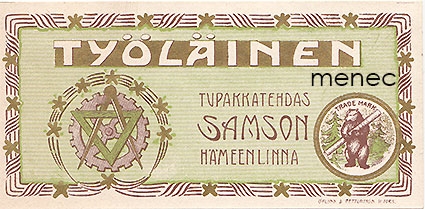 TYÖLÄINEN
menec
TUPAKKATEHDAS
SAMSON
HÄMEENLINNA
TRADE MARK